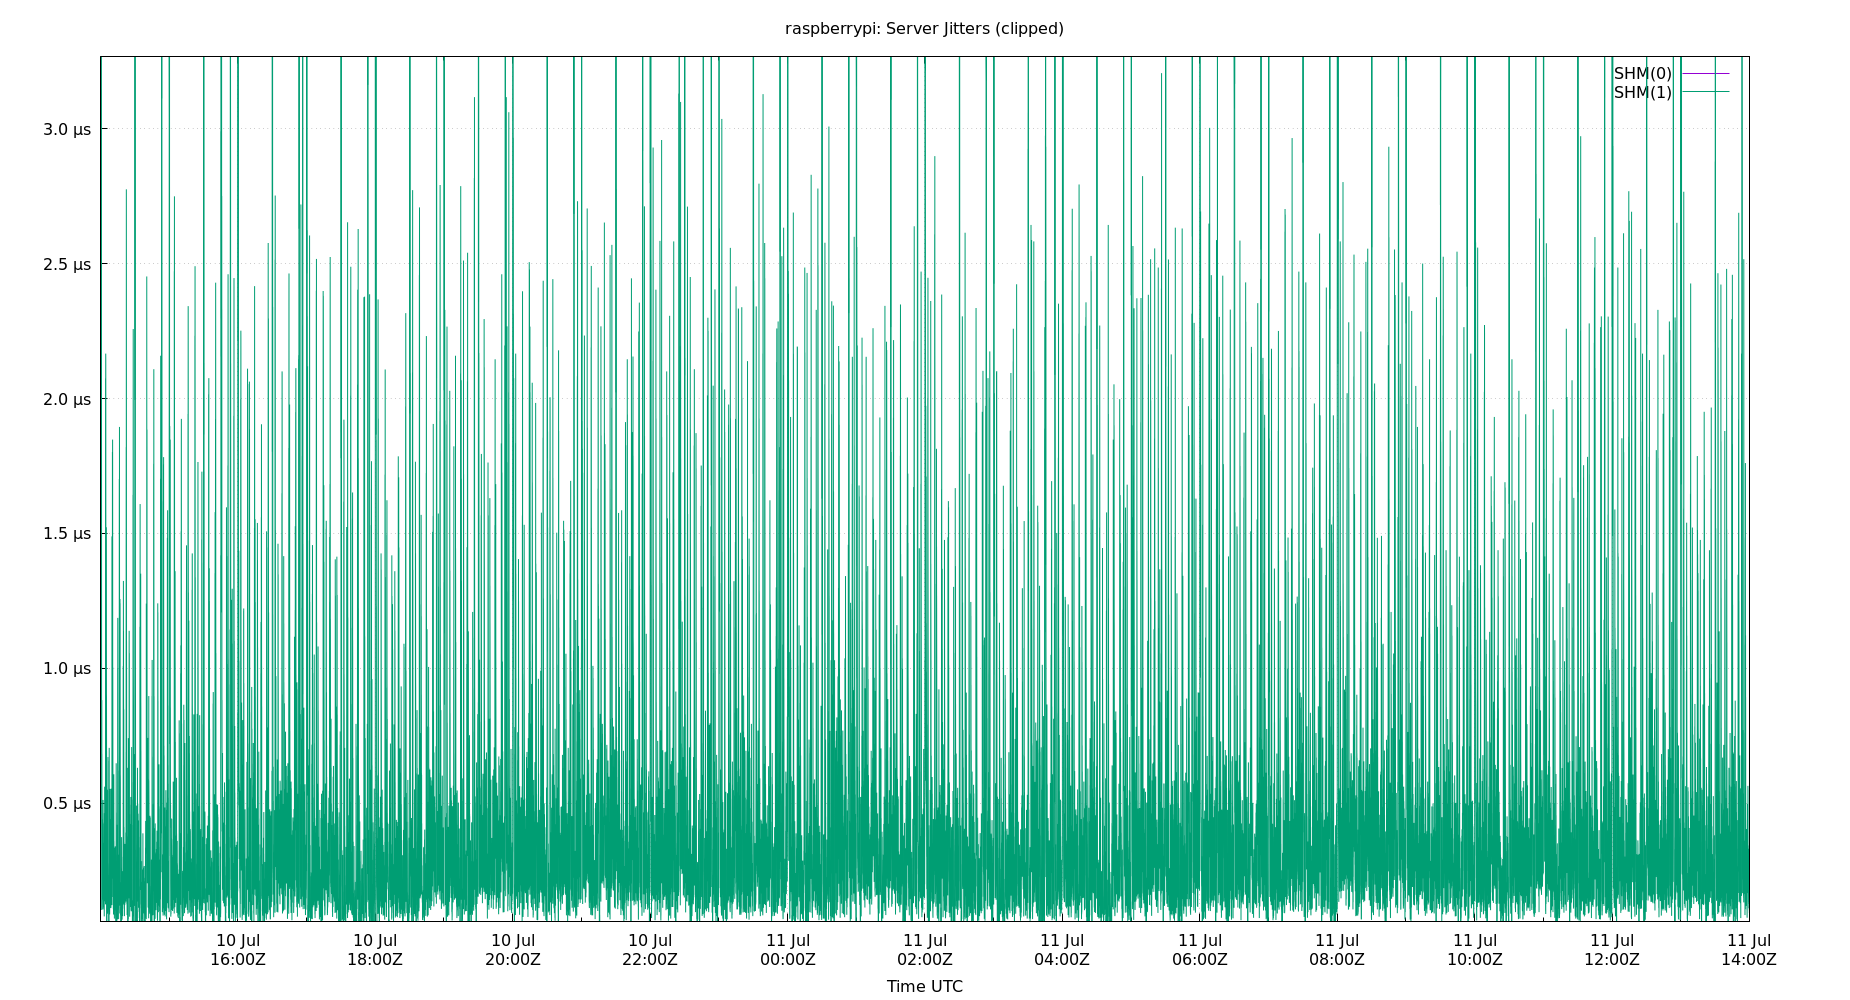 raspberrypi: Server Jitters (clipped)
SHM(0)
SHM(1)
3.0 µs
2.5 µs
2.0 µs
1.5 µs
1.0 µs
0.5 µs
10 Jul 10 Jul 10 Jul 10 Jul 11 Jul 11 Jul 11 Jul 11 Jul 11 Jul 11 Jul 11 Jul 11 Jul
16:00Z 18:00Z 20:00Z 22:00Z 00:00Z 02:00Z 04:00Z 06:00Z 08:00Z 10:00Z 12:00Z 14:00Z
Time UTC